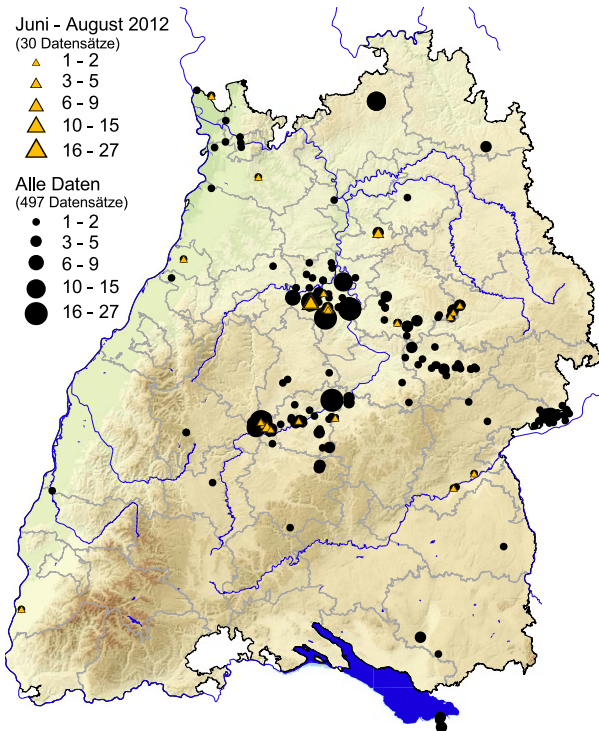 Juni - August 2012
(30 Datensätze)
1 - 2
3 - 5
6 - 9
10 - 15
16 - 27
Alle Daten
(497 Datensätze)
1 - 2
3 - 5
6 - 9
10 - 15
16 - 27